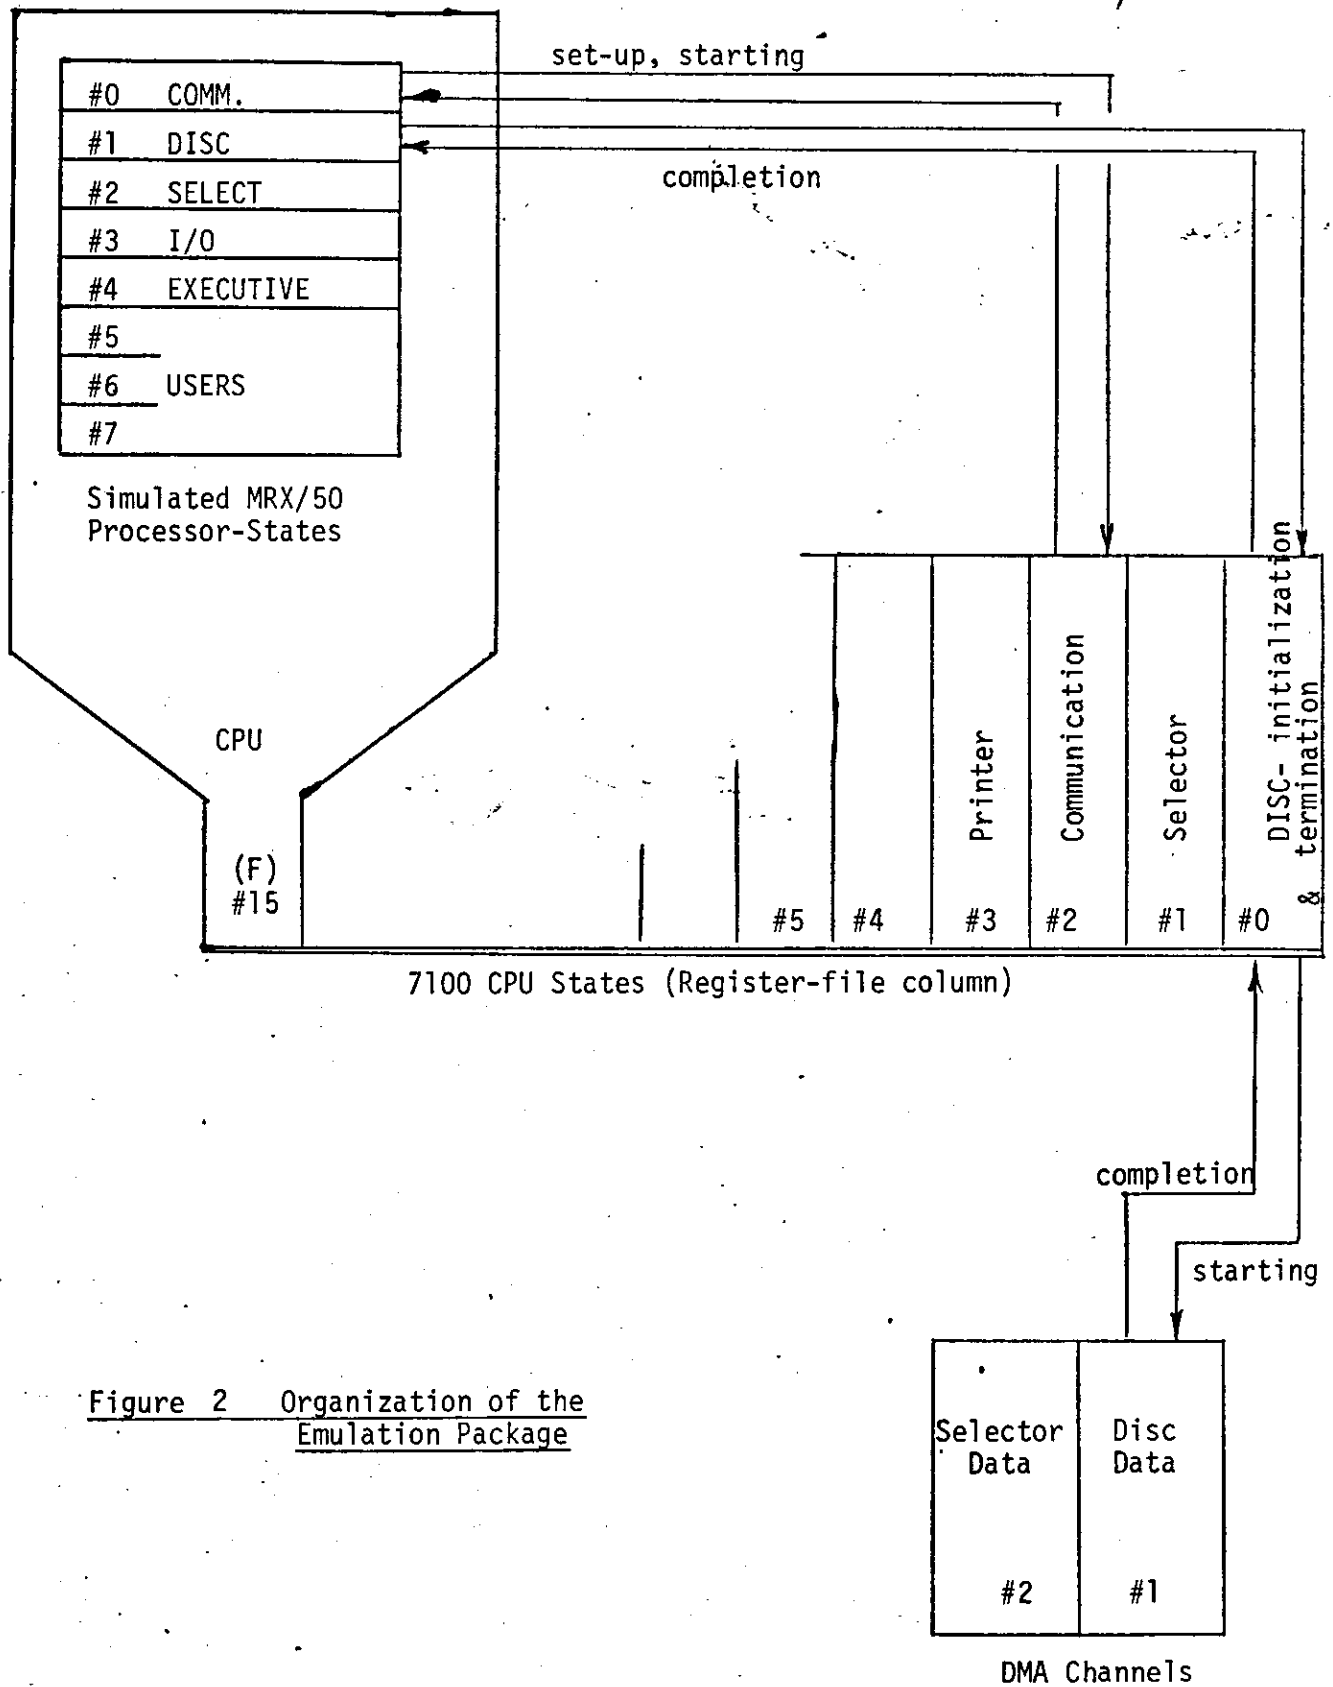 set-up, starting
#0 COMM.
#1 DISC
completion
#2 SELECT
#3 I/O
#4 EXECUTIVE
#5
#6 USERS
#7
Simulated MRX/50
Processor-States
CPU
(F)
#15
#5
#4
Printer
#3
Communication
#2
Selector
#1
DISC- initialization
& termination
#0
7100 CPU States (Register-file column)
completion
starting
Selector
Data
#2
Disc
Data
#1
DMA Channels
Figure 2 Organization of the
Emulation Package